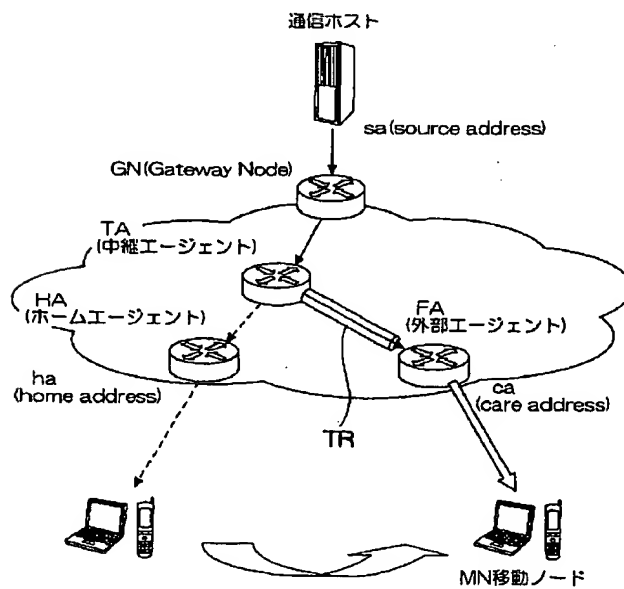 通信ホスト
sa(source address)
GN(Gateway Node)
TA
(中継エージェント)
HA
(ホームエージェント)
FA
(外部エージェント)
ha
(home address)
ca
(care address)
TR
MN移動ノード